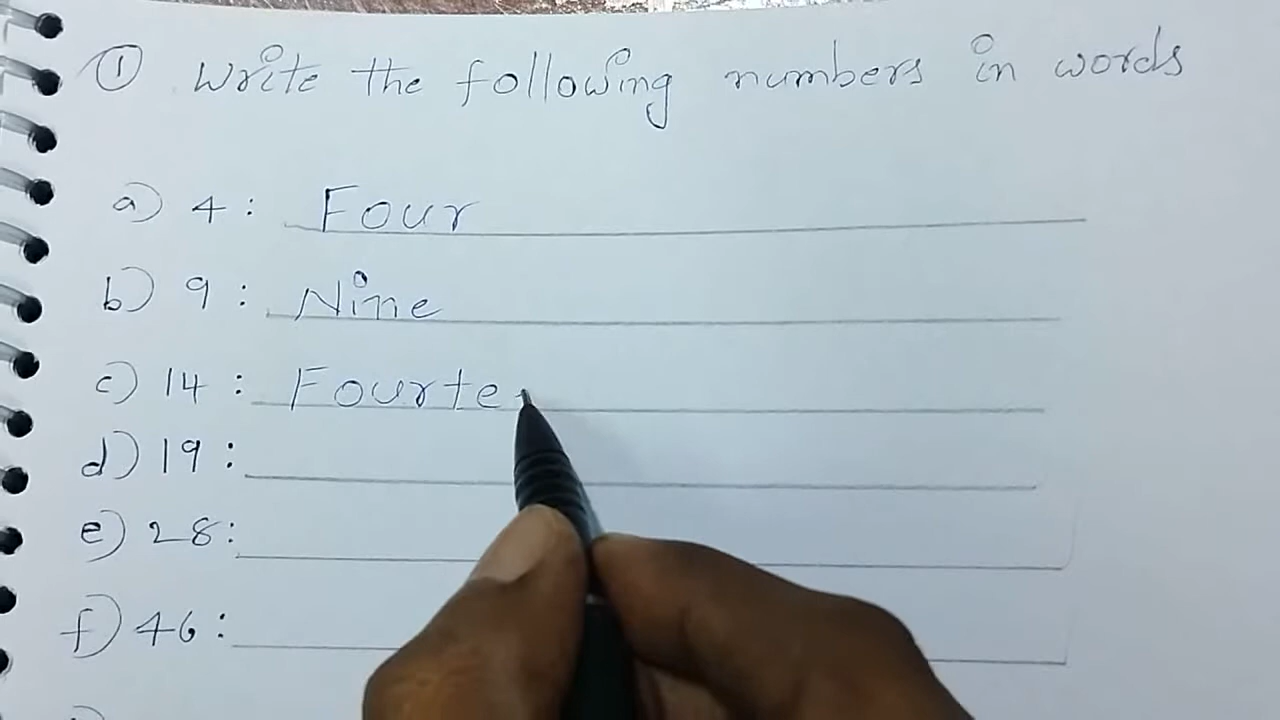 ① Write the following numbers in words
a) 4 : Four
b) 9 : Nine
c) 14 : Fourte
d) 19 :
e) 28 :
f) 46 :